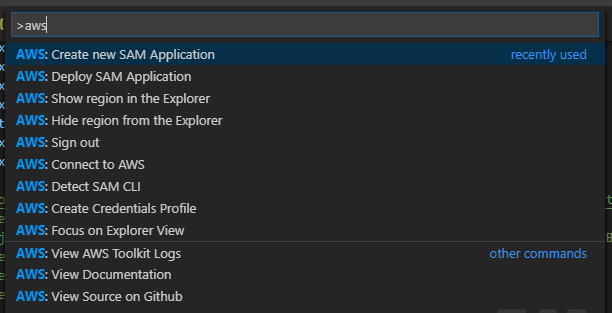 >aws
AWS: Create new SAM Application recently used
AWS: Deploy SAM Application
AWS: Show region in the Explorer
AWS: Hide region from the Explorer
AWS: Sign out
AWS: Connect to AWS
AWS: Detect SAM CLI
AWS: Create Credentials Profile
AWS: Focus on Explorer View
AWS: View AWS Toolkit Logs other commands
AWS: View Documentation
AWS: View Source on Github